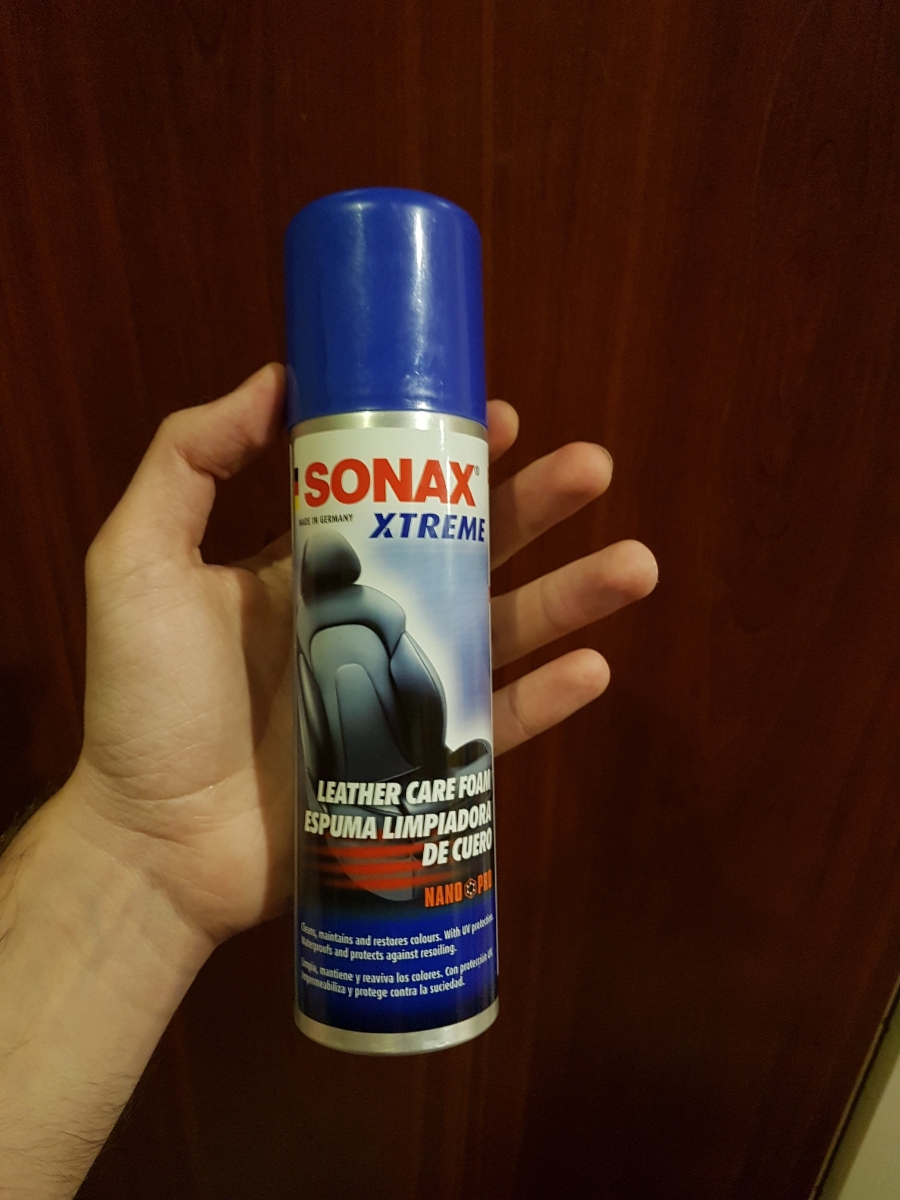 SONAX®
MADE IN GERMANY
XTREME
LEATHER CARE FOAM
ESPUMA LIMPIADORA
DE CUERO
NANO PRO
Cleans, maintains and restores colours. With UV protection.
Waterproofs and protects against resoiling.
Limpia, mantiene y reaviva los colores. Con protección UV.
Impermeabiliza y protege contra la suciedad.